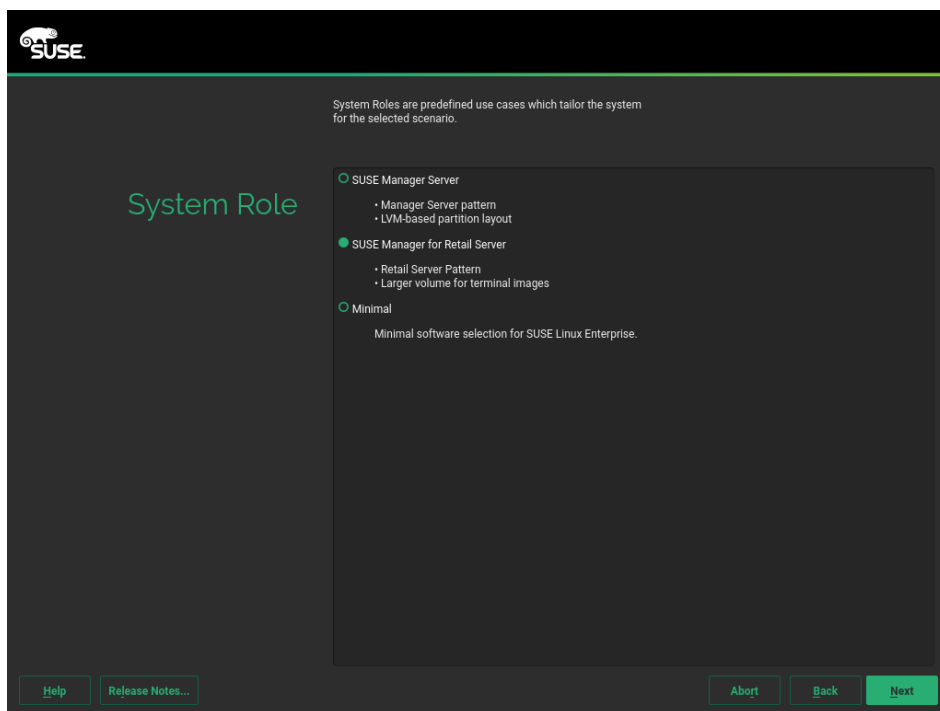 SUSE.
System Roles are predefined use cases which tailor the system
for the selected scenario.
System Role
SUSE Manager Server
• Manager Server pattern
• LVM-based partition layout
SUSE Manager for Retail Server
• Retail Server Pattern
• Larger volume for terminal images
Minimal
Minimal software selection for SUSE Linux Enterprise.
Help
Release Notes...
Abort
Back
Next